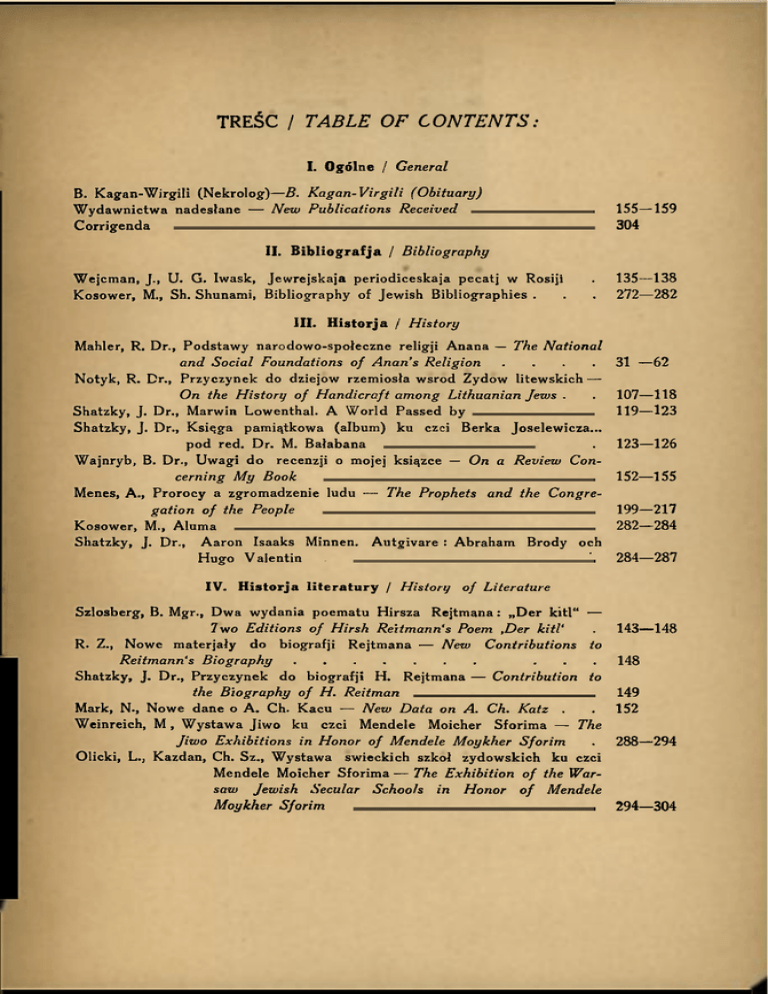 TREŚC / TABLE OF CONTENTS:
I. Ogólne / General
B. Kagan-Wirgili (Nekrolog)—B. Kagan-Virgili (Obituary)
Wydawnictwa nadesłane — New Publications Received 155—159
Corrigenda 304
II. Bibliografja / Bibliography
Wejcman, J., U. G. Iwask, Jewrejskaja periodiceskaja pecatj w Rosiji . 135—138
Kosower, M., Sh. Shunami, Bibliography of Jewish Bibliographies . . . 272—282
III. Historja / History
Mahler, R. Dr., Podstawy narodowo-społeczne religji Anana — The National
and Social Foundations of Anan's Religion . . . . 31 —62
Notyk, R. Dr., Przyczynek do dziejow rzemiosła wsrod Zydow litewskich —
On the History of Handicraft among Lithuanian Jews . . 107—118
Shatzky, J. Dr., Marwin Lowenthal. A World Passed by 119—123
Shatzky, J. Dr., Księga pamiątkowa (album) ku czci Berka Joselewicza...
pod red. Dr. M. Bałabana . 123—126
Wajnryb, B. Dr., Uwagi do recenzji o mojej książce — On a Review Con-
cerning My Book 152—155
Menes, A., Prorocy a zgromadzenie ludu — The Prophets and the Congre-
gation of the People 199—217
Kosower, M., Aluma 282—284
Shatzky, J. Dr., Aaron Isaaks Minnen. Autgivare : Abraham Brody och
Hugo Valentin 284—287
IV. Historja literatury / History of Literature
Szlosberg, B. Mgr., Dwa wydania poematu Hirsza Rejtmana : „Der kitl“ —
Two Editions of Hirsh Reitmann‘s Poem ‚Der kitl‘ . 143—148
R. Z., Nowe materjały do biografji Rejtmana — New Contributions to
Reitmann‘s Biography . . . . . . . . . . 148
Shatzky, J. Dr., Przyczynek do biografji H. Rejtmana — Contribution to
the Biography of H. Reitman 149
Mark, N., Nowe dane o A. Ch. Kacu — New Data on A. Ch. Katz . . 152
Weinreich, M , Wystawa Jiwo ku czci Mendele Moicher Sforima — The
Jiwo Exhibitions in Honor of Mendele Moykher Sforim . 288—294
Olicki, L., Kazdan, Ch. Sz., Wystawa swieckich szkoł zydowskich ku czci
Mendele Moicher Sforima — The Exhibition of the War-
saw Jewish Secular Schools in Honor of Mendele
Moykher Sforim 294—304